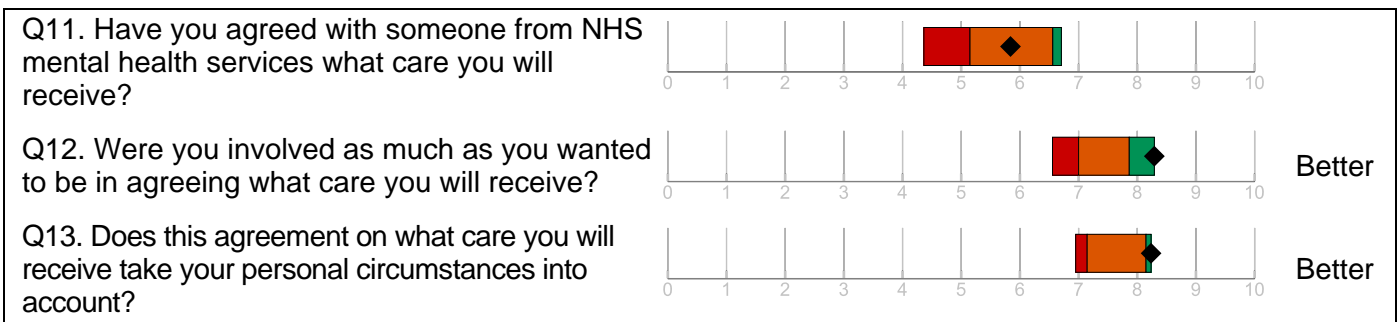 Q11. Have you agreed with someone from NHS
mental health services what care you will
receive?
0 1 2 3 4 5 6 7 8 9 10
Q12. Were you involved as much as you wanted
to be in agreeing what care you will receive?
0 1 2 3 4 5 6 7 8 9 10
Better
Q13. Does this agreement on what care you will
receive take your personal circumstances into
account?
0 1 2 3 4 5 6 7 8 9 10
Better